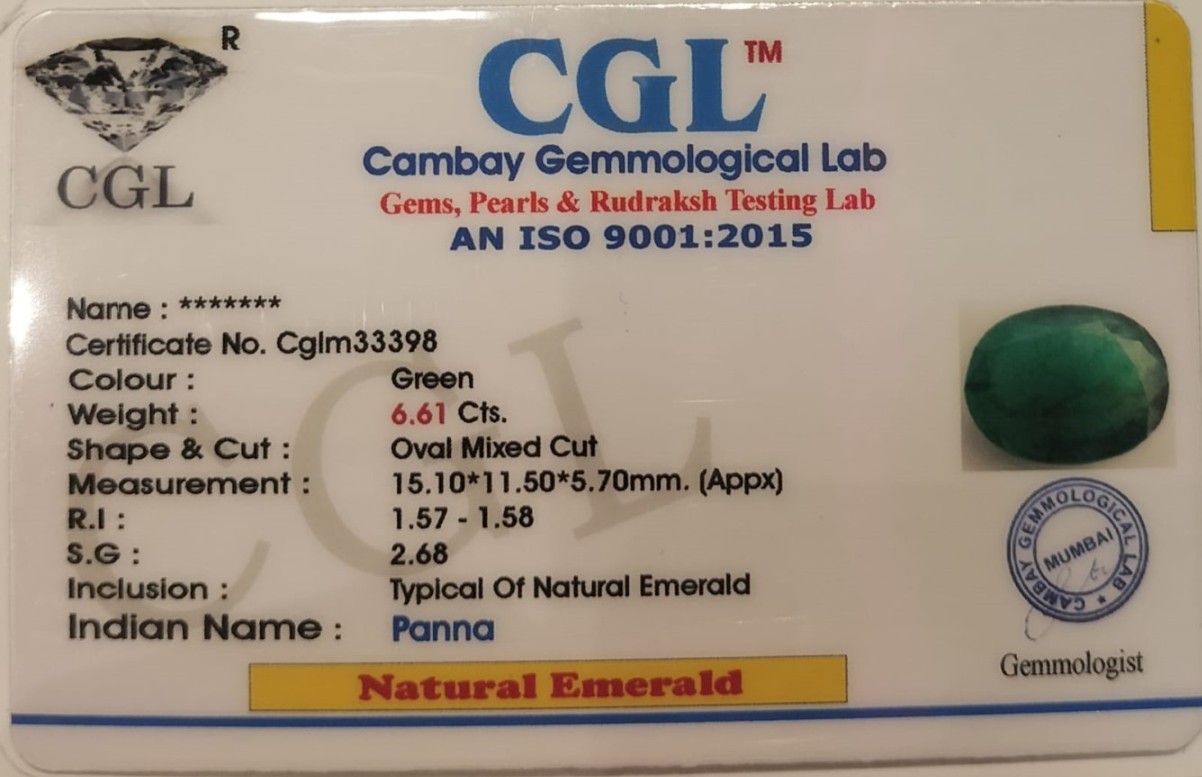 R
CGL
CGL™
Cambay Gemmological Lab
Gems, Pearls & Rudraksh Testing Lab
AN ISO 9001:2015
Name : *******
Certificate No. Cglm33398
Colour : Green
Weight : 6.61 Cts.
Shape & Cut : Oval Mixed Cut
Measurement : 15.10*11.50*5.70mm. (Appx)
R.I : 1.57 - 1.58
S.G : 2.68
Inclusion : Typical Of Natural Emerald
Indian Name : Panna
Natural Emerald
CGL
CAMBAY GEMMOLOGICAL LAB ★
MUMBAI
Gemmologist